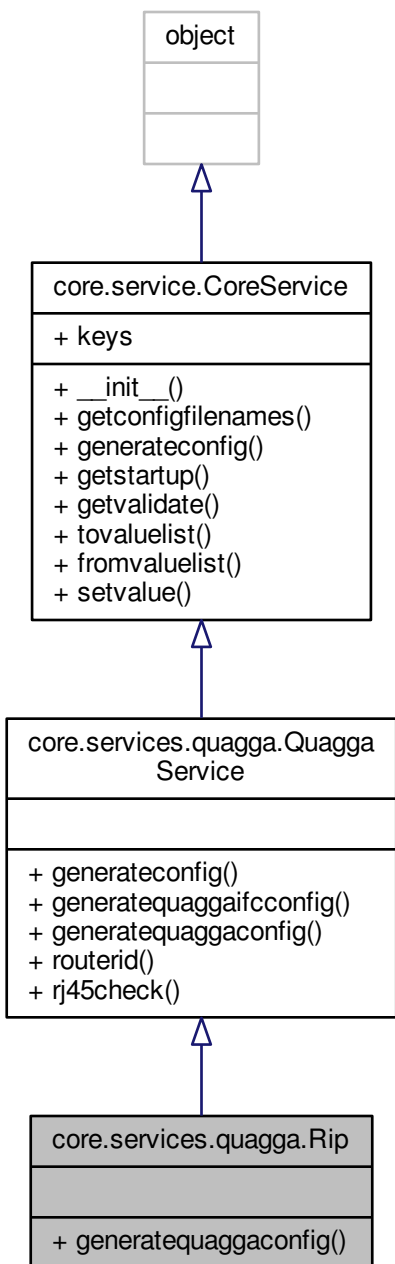 object
core.service.CoreService
+ keys
+ __init__()
+ getconfigfilenames()
+ generateconfig()
+ getstartup()
+ getvalidate()
+ tovaluelist()
+ fromvaluelist()
+ setvalue()
core.services.quagga.Quagga
Service
+ generateconfig()
+ generatequaggaifcconfig()
+ generatequaggaconfig()
+ routerid()
+ rj45check()
core.services.quagga.Rip
+ generatequaggaconfig()